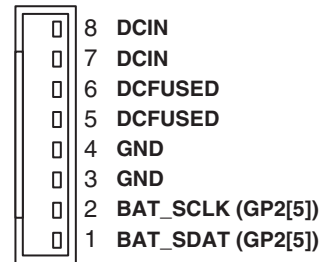 8 DCIN
7 DCIN
6 DCFUSED
5 DCFUSED
4 GND
3 GND
2 BAT_SCLK (GP2[5])
1 BAT_SDAT (GP2[5])